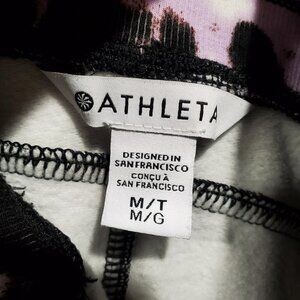 ATHLETA
DESIGNED IN
SAN FRANCISCO
CONÇU À
SAN FRANCISCO
M/T
M/G